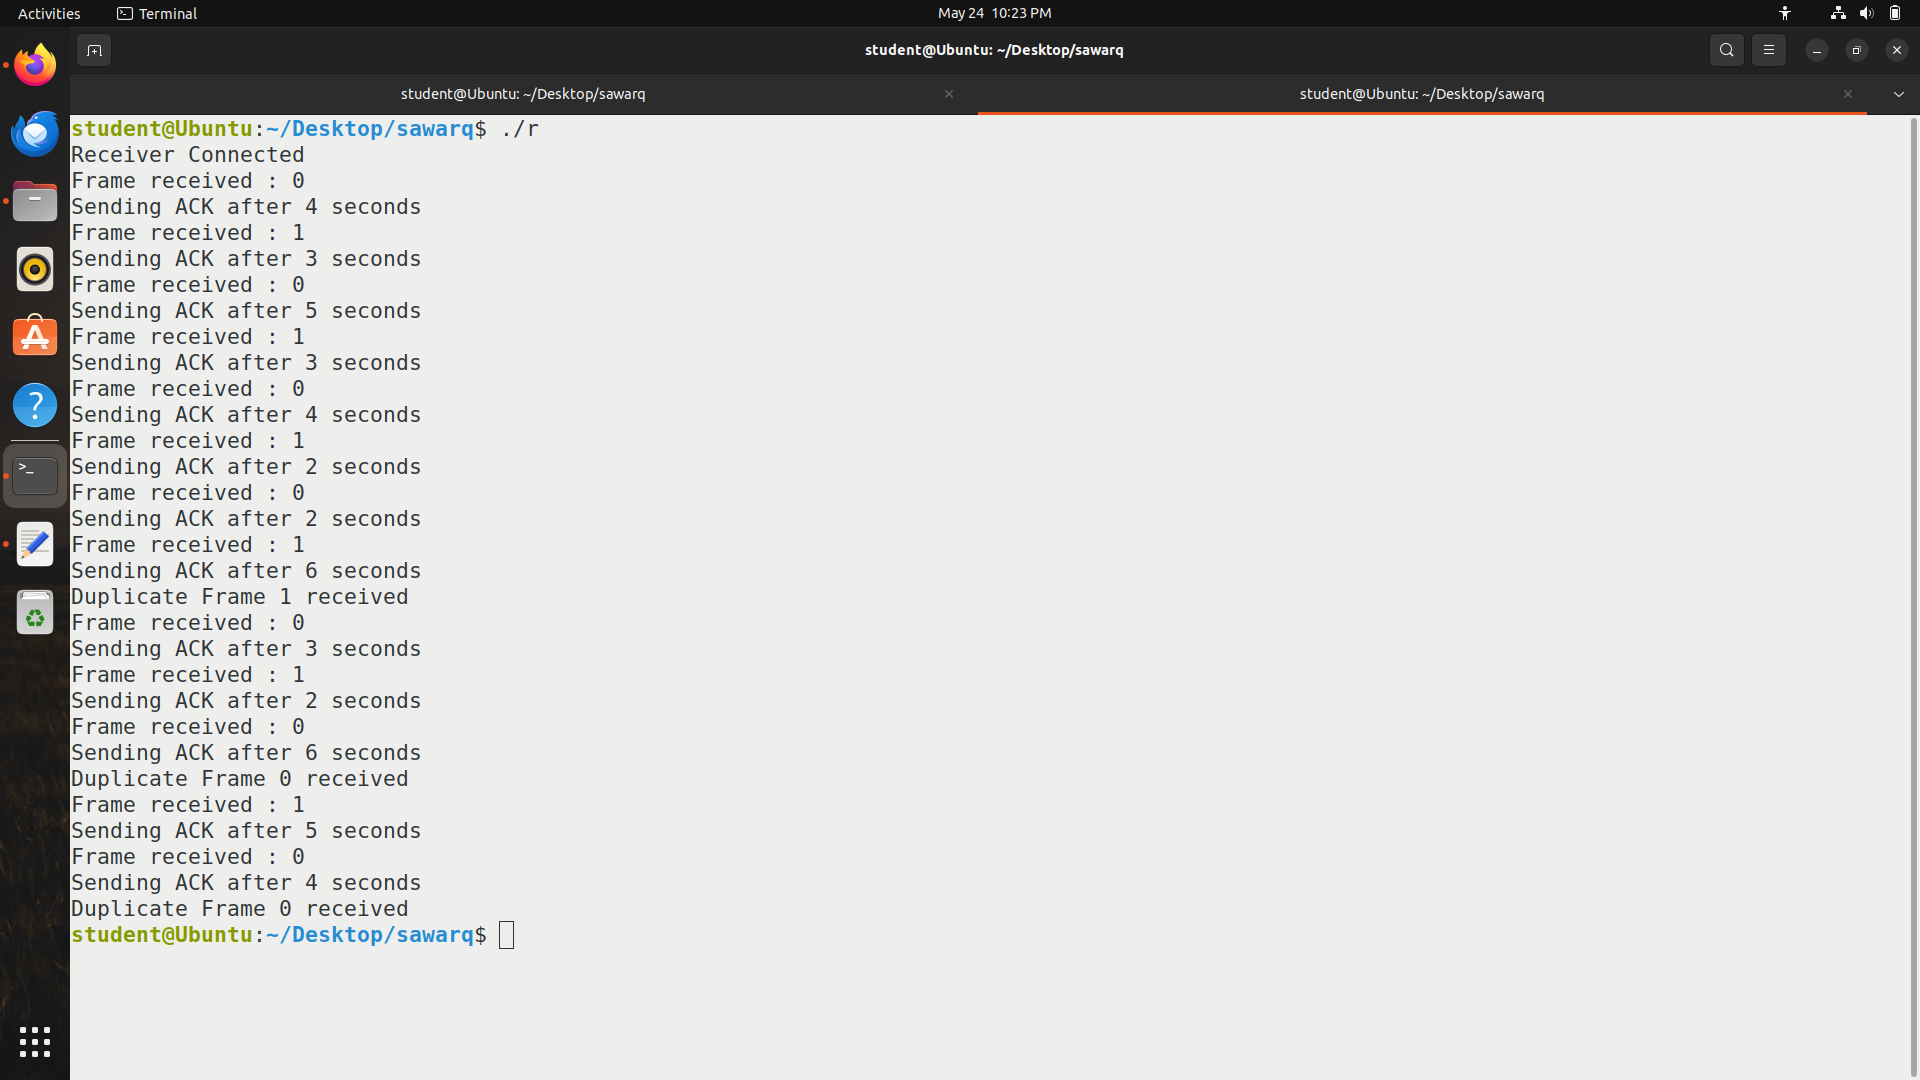 Activities
Terminal
May 24 10:23 PM
student@Ubuntu: ~/Desktop/sawarq
student@Ubuntu: ~/Desktop/sawarq
student@Ubuntu: ~/Desktop/sawarq
student@Ubuntu:~/Desktop/sawarq$ ./r
Receiver Connected
Frame received : 0
Sending ACK after 4 seconds
Frame received : 1
Sending ACK after 3 seconds
Frame received : 0
Sending ACK after 5 seconds
Frame received : 1
Sending ACK after 3 seconds
Frame received : 0
Sending ACK after 4 seconds
Frame received : 1
Sending ACK after 2 seconds
Frame received : 0
Sending ACK after 2 seconds
Frame received : 1
Sending ACK after 6 seconds
Duplicate Frame 1 received
Frame received : 0
Sending ACK after 3 seconds
Frame received : 1
Sending ACK after 2 seconds
Frame received : 0
Sending ACK after 6 seconds
Duplicate Frame 0 received
Frame received : 1
Sending ACK after 5 seconds
Frame received : 0
Sending ACK after 4 seconds
Duplicate Frame 0 received
student@Ubuntu:~/Desktop/sawarq$